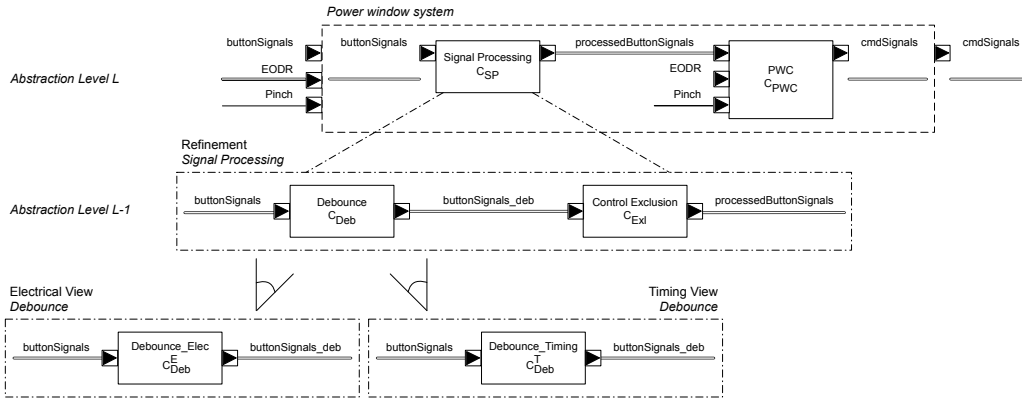 Power window system
buttonSignals
buttonSignals
Signal Processing
C_SP
processedButtonSignals
cmdSignals
cmdSignals
Abstraction Level L
EODR
EODR
PWC
C_PWC
Pinch
Pinch
Refinement
Signal Processing
Abstraction Level L-1
buttonSignals
Debounce
C_Deb
buttonSignals_deb
Control Exclusion
C_Exl
processedButtonSignals
Electrical View
Debounce
Timing View
Debounce
buttonSignals
Debounce_Elec
C^E_Deb
buttonSignals_deb
buttonSignals
Debounce_Timing
C^T_Deb
buttonSignals_deb